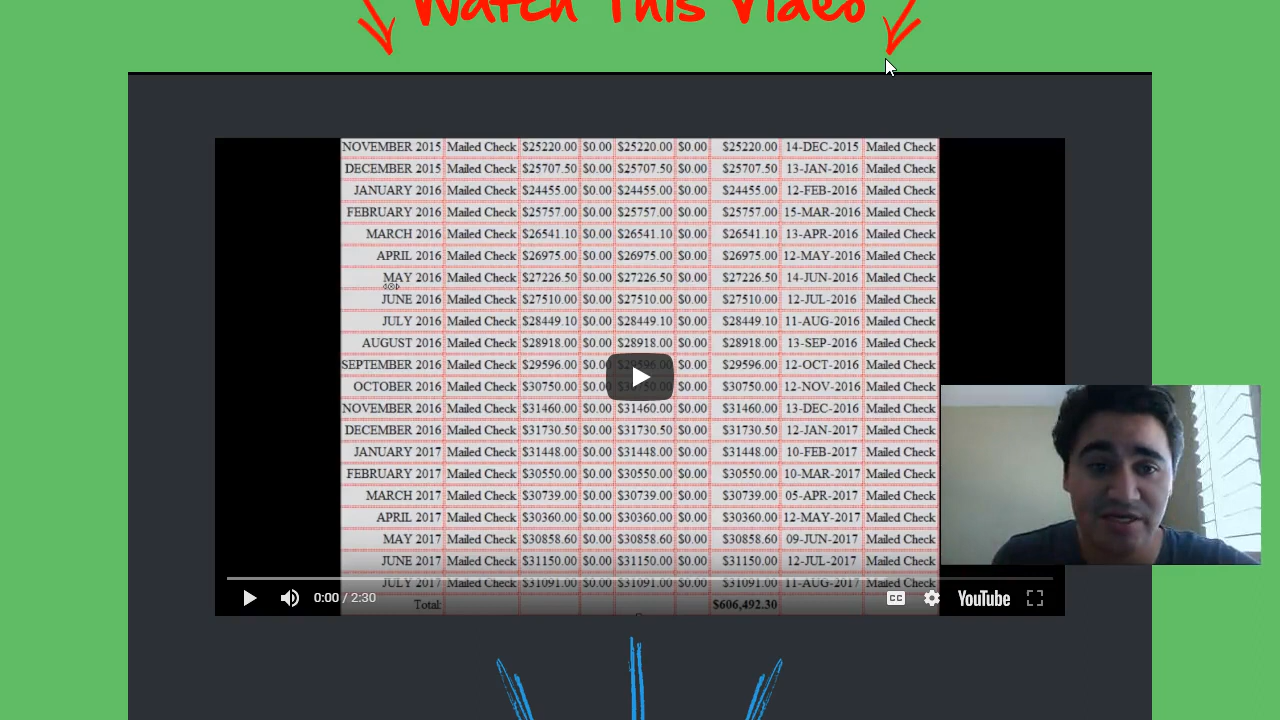 Watch This Video
NOVEMBER 2015 Mailed Check $25220.00 $0.00 $25220.00 $0.00 $25220.00 14-DEC-2015 Mailed Check
DECEMBER 2015 Mailed Check $25707.50 $0.00 $25707.50 $0.00 $25707.50 13-JAN-2016 Mailed Check
JANUARY 2016 Mailed Check $24455.00 $0.00 $24455.00 $0.00 $24455.00 12-FEB-2016 Mailed Check
FEBRUARY 2016 Mailed Check $25757.00 $0.00 $25757.00 $0.00 $25757.00 15-MAR-2016 Mailed Check
MARCH 2016 Mailed Check $26541.10 $0.00 $26541.10 $0.00 $26541.10 13-APR-2016 Mailed Check
APRIL 2016 Mailed Check $26975.00 $0.00 $26975.00 $0.00 $26975.00 12-MAY-2016 Mailed Check
MAY 2016 Mailed Check $27226.50 $0.00 $27226.50 $0.00 $27226.50 14-JUN-2016 Mailed Check
JUNE 2016 Mailed Check $27510.00 $0.00 $27510.00 $0.00 $27510.00 12-JUL-2016 Mailed Check
JULY 2016 Mailed Check $28449.10 $0.00 $28449.10 $0.00 $28449.10 11-AUG-2016 Mailed Check
AUGUST 2016 Mailed Check $28918.00 $0.00 $28918.00 $0.00 $28918.00 13-SEP-2016 Mailed Check
SEPTEMBER 2016 Mailed Check $29596.00 $0.00 $29596.00 $0.00 $29596.00 12-OCT-2016 Mailed Check
OCTOBER 2016 Mailed Check $30750.00 $0.00 $30750.00 $0.00 $30750.00 12-NOV-2016 Mailed Check
NOVEMBER 2016 Mailed Check $31460.00 $0.00 $31460.00 $0.00 $31460.00 13-DEC-2016 Mailed Check
DECEMBER 2016 Mailed Check $31730.50 $0.00 $31730.50 $0.00 $31730.50 12-JAN-2017 Mailed Check
JANUARY 2017 Mailed Check $31448.00 $0.00 $31448.00 $0.00 $31448.00 10-FEB-2017 Mailed Check
FEBRUARY 2017 Mailed Check $30550.00 $0.00 $30550.00 $0.00 $30550.00 10-MAR-2017 Mailed Check
MARCH 2017 Mailed Check $30739.00 $0.00 $30739.00 $0.00 $30739.00 05-APR-2017 Mailed Check
APRIL 2017 Mailed Check $30360.00 $0.00 $30360.00 $0.00 $30360.00 12-MAY-2017 Mailed Check
MAY 2017 Mailed Check $30858.60 $0.00 $30858.60 $0.00 $30858.60 09-JUN-2017 Mailed Check
JUNE 2017 Mailed Check $31150.00 $0.00 $31150.00 $0.00 $31150.00 12-JUL-2017 Mailed Check
JULY 2017 Mailed Check $31091.00 $0.00 $31091.00 $0.00 $31091.00 11-AUG-2017 Mailed Check
Total: $606,492.30
0:00 / 2:30 CC YouTube